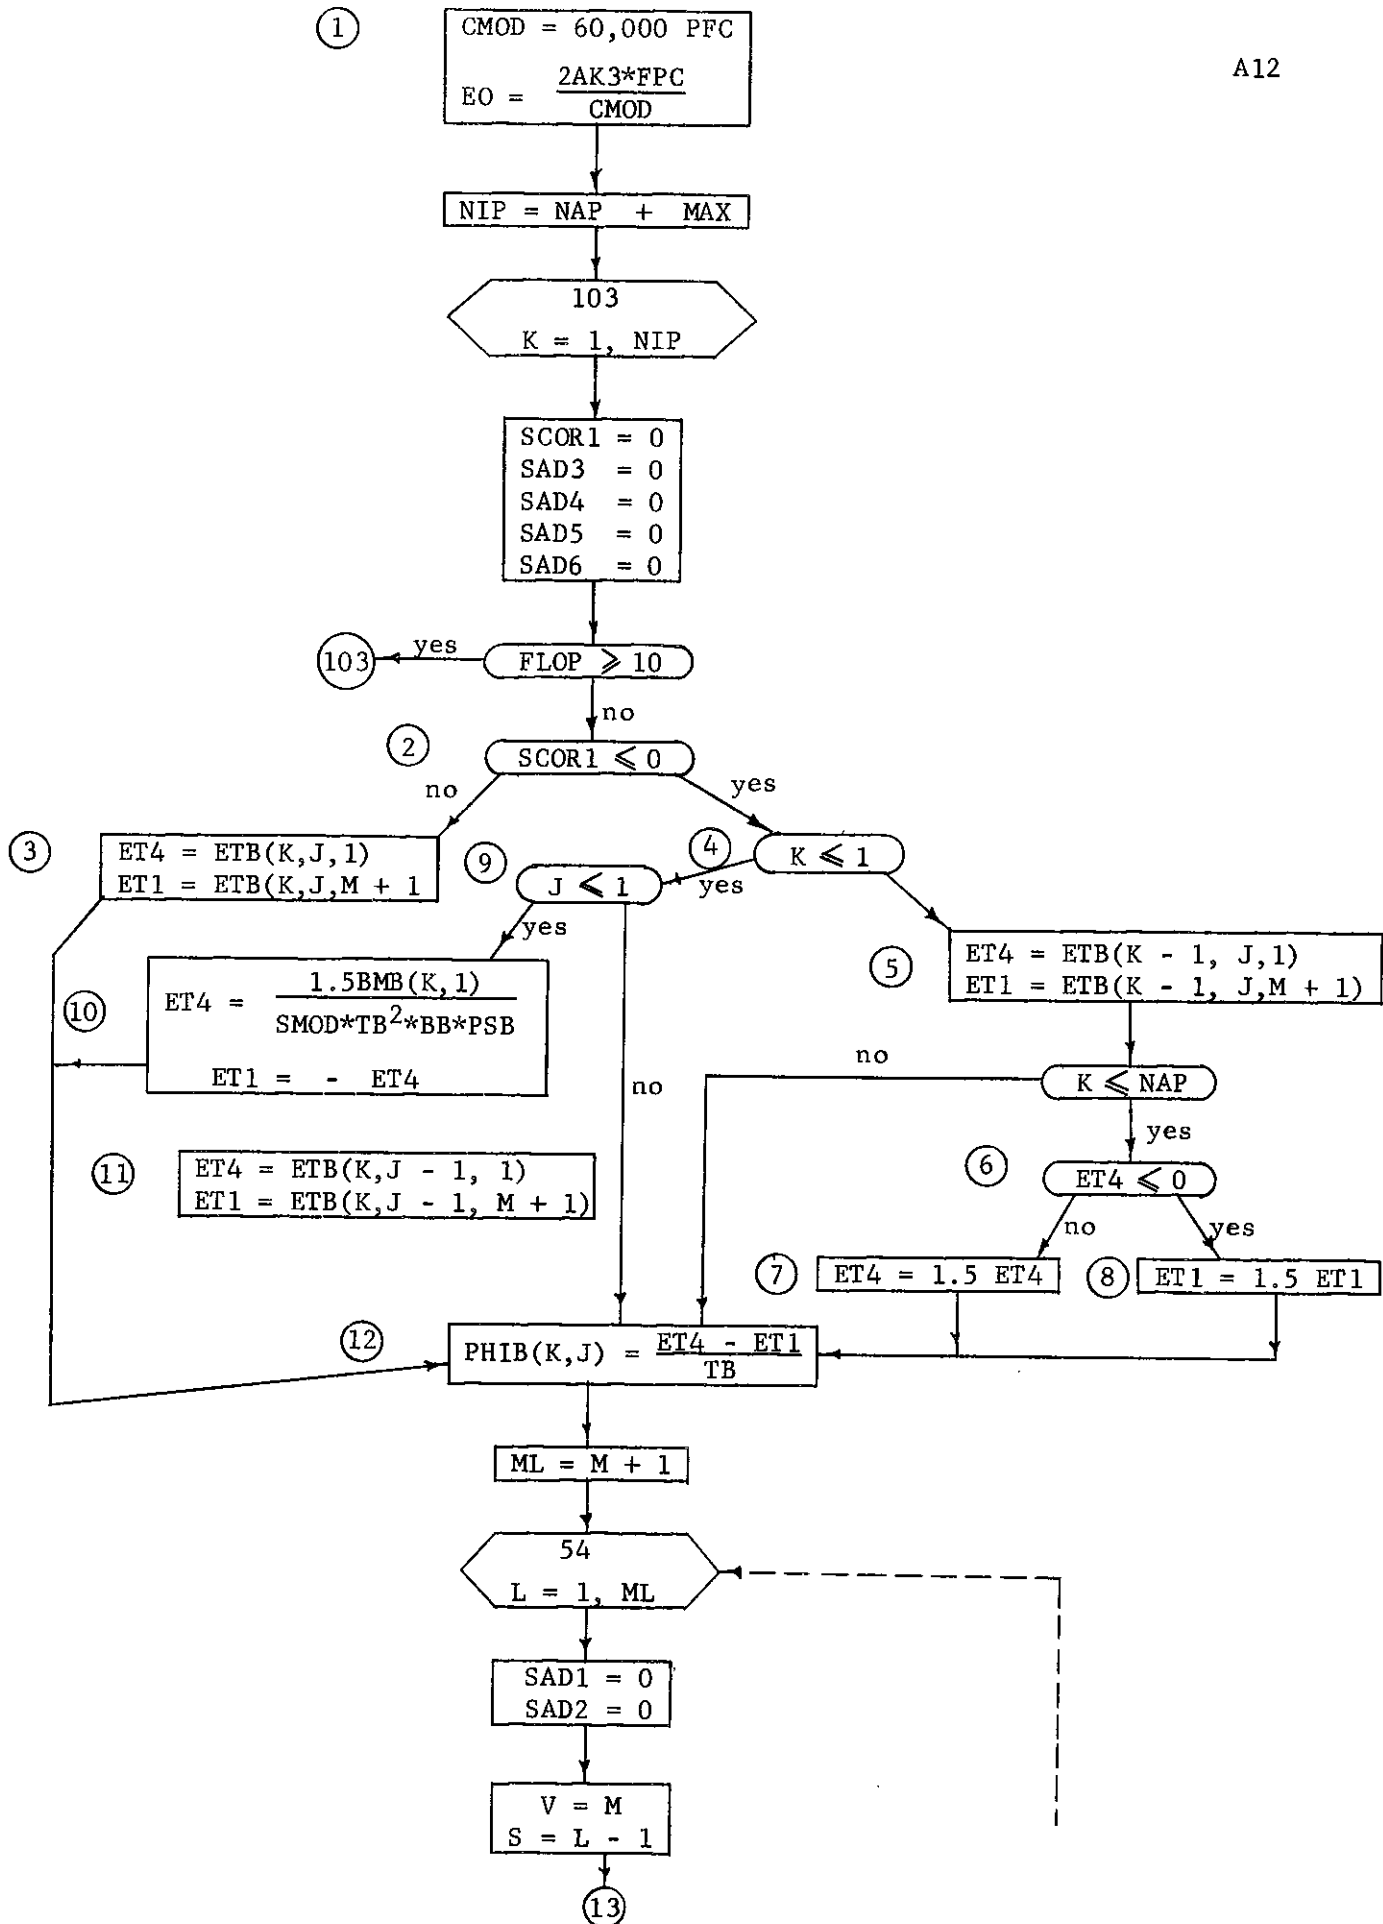 1
CMOD = 60,000 PFC
A12
EO = 2AK3*FPC
CMOD
NIP = NAP + MAX
103
K = 1, NIP
SCOR1 = 0
SAD3 = 0
SAD4 = 0
SAD5 = 0
SAD6 = 0
103
yes
FLOP ⩾ 10
no
2
SCOR1 ⩽ 0
no
yes
3
ET4 = ETB(K,J,1)
ET1 = ETB(K,J,M + 1
9
J ⩽ 1
4
yes
K ⩽ 1
yes
5
ET4 = ETB(K - 1, J,1)
ET1 = ETB(K - 1, J,M + 1)
10
ET4 = 1.5BMB(K,1)
SMOD*TB²*BB*PSB
ET1 = - ET4
no
no
K ⩽ NAP
yes
11
ET4 = ETB(K,J - 1, 1)
ET1 = ETB(K,J - 1, M + 1)
6
ET4 ⩽ 0
no
yes
7
ET4 = 1.5 ET4
8
ET1 = 1.5 ET1
12
PHIB(K,J) = ET4 - ET1
TB
ML = M + 1
54
L = 1, ML
SAD1 = 0
SAD2 = 0
V = M
S = L - 1
13